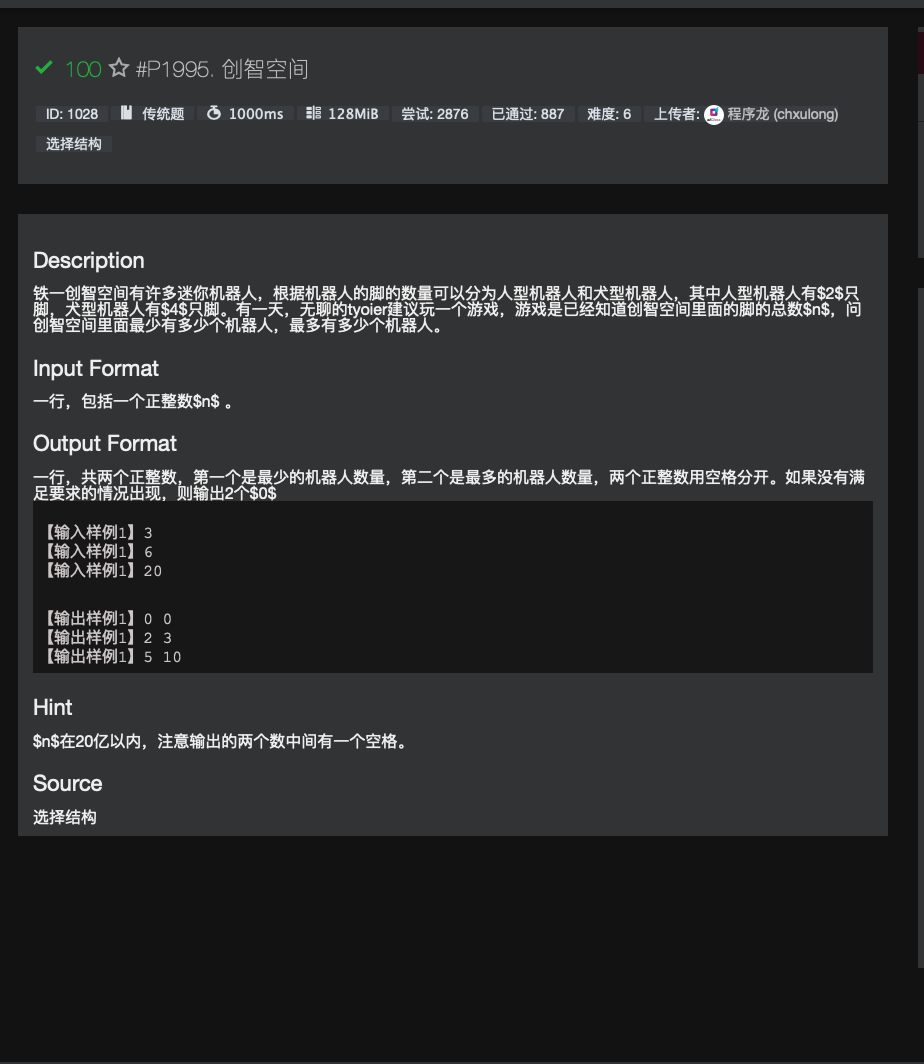 100 #P1995. 创智空间
ID: 1028 传统题 1000ms 128MiB 尝试: 2876 已通过: 887 难度: 6 上传者: 程序龙 (chxulong)
选择结构
Description
铁一创智空间有许多迷你机器人，根据机器人的脚的数量可以分为人型机器人和犬型机器人，其中人型机器人有$2$只
脚，犬型机器人有$4$只脚。有一天，无聊的tyoier建议玩一个游戏，游戏是已经知道创智空间里面的脚的总数$n$，问
创智空间里面最少有多少个机器人，最多有多少个机器人。
Input Format
一行，包括一个正整数$n$ 。
Output Format
一行，共两个正整数，第一个是最少的机器人数量，第二个是最多的机器人数量，两个正整数用空格分开。如果没有满
足要求的情况出现，则输出2个$0$
【输入样例1】3
【输入样例1】6
【输入样例1】20
【输出样例1】0 0
【输出样例1】2 3
【输出样例1】5 10
Hint
$n$在20亿以内，注意输出的两个数中间有一个空格。
Source
选择结构